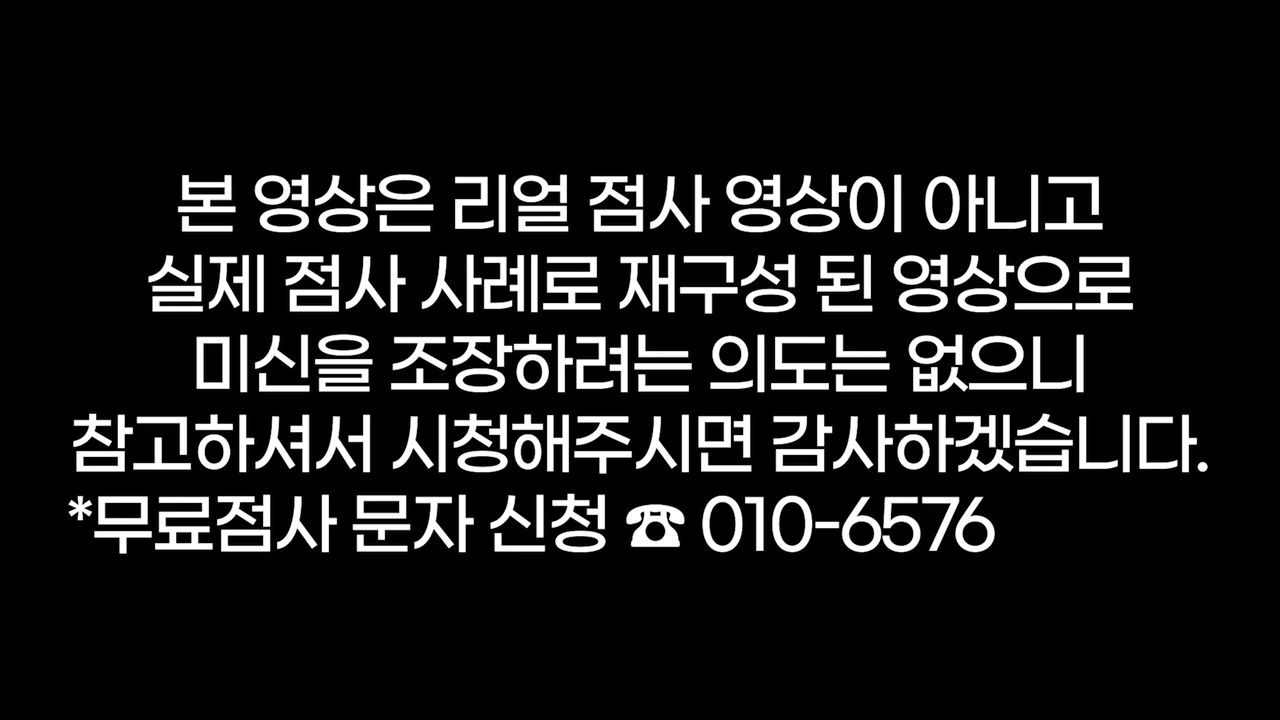 본 영상은 리얼 점사 영상이 아니고
실제 점사 사례로 재구성 된 영상으로
미신을 조장하려는 의도는 없으니
참고하셔서 시청해주시면 감사하겠습니다.
*무료점사 문자 신청 ☎ 010-6576